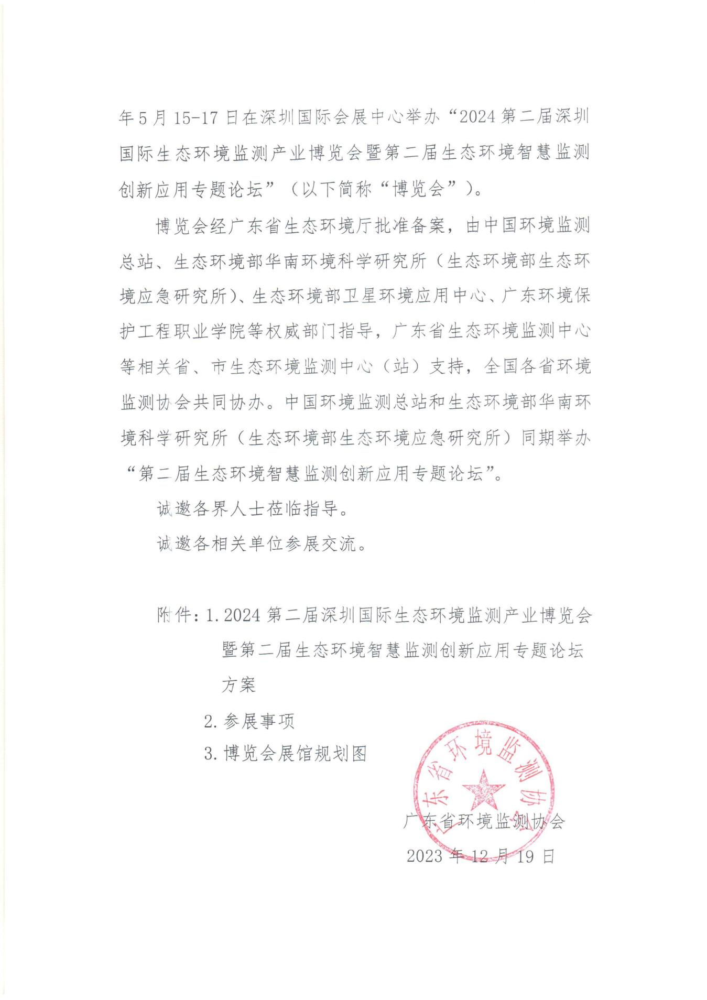 年5月15-17日在深圳国际会展中心举办“2024第二届深圳
国际生态环境监测产业博览会暨第二届生态环境智慧监测
创新应用专题论坛”（以下简称“博览会”）。
博览会经广东省生态环境厅批准备案，由中国环境监测
总站、生态环境部华南环境科学研究所（生态环境部生态环
境应急研究所）、生态环境部卫星环境应用中心、广东环境保
护工程职业学院等权威部门指导，广东省生态环境监测中心
等相关省、市生态环境监测中心（站）支持，全国各省环境
监测协会共同协办。中国环境监测总站和生态环境部华南环
境科学研究所（生态环境部生态环境应急研究所）同期举办
“第二届生态环境智慧监测创新应用专题论坛”。
诚邀各界人士莅临指导。
诚邀各相关单位参展交流。
附件：1.2024第二届深圳国际生态环境监测产业博览会
暨第二届生态环境智慧监测创新应用专题论坛
方案
2.参展事项
3.博览会展馆规划图
广东省环境监测协会
广东省环境监测协会
2023年12月19日